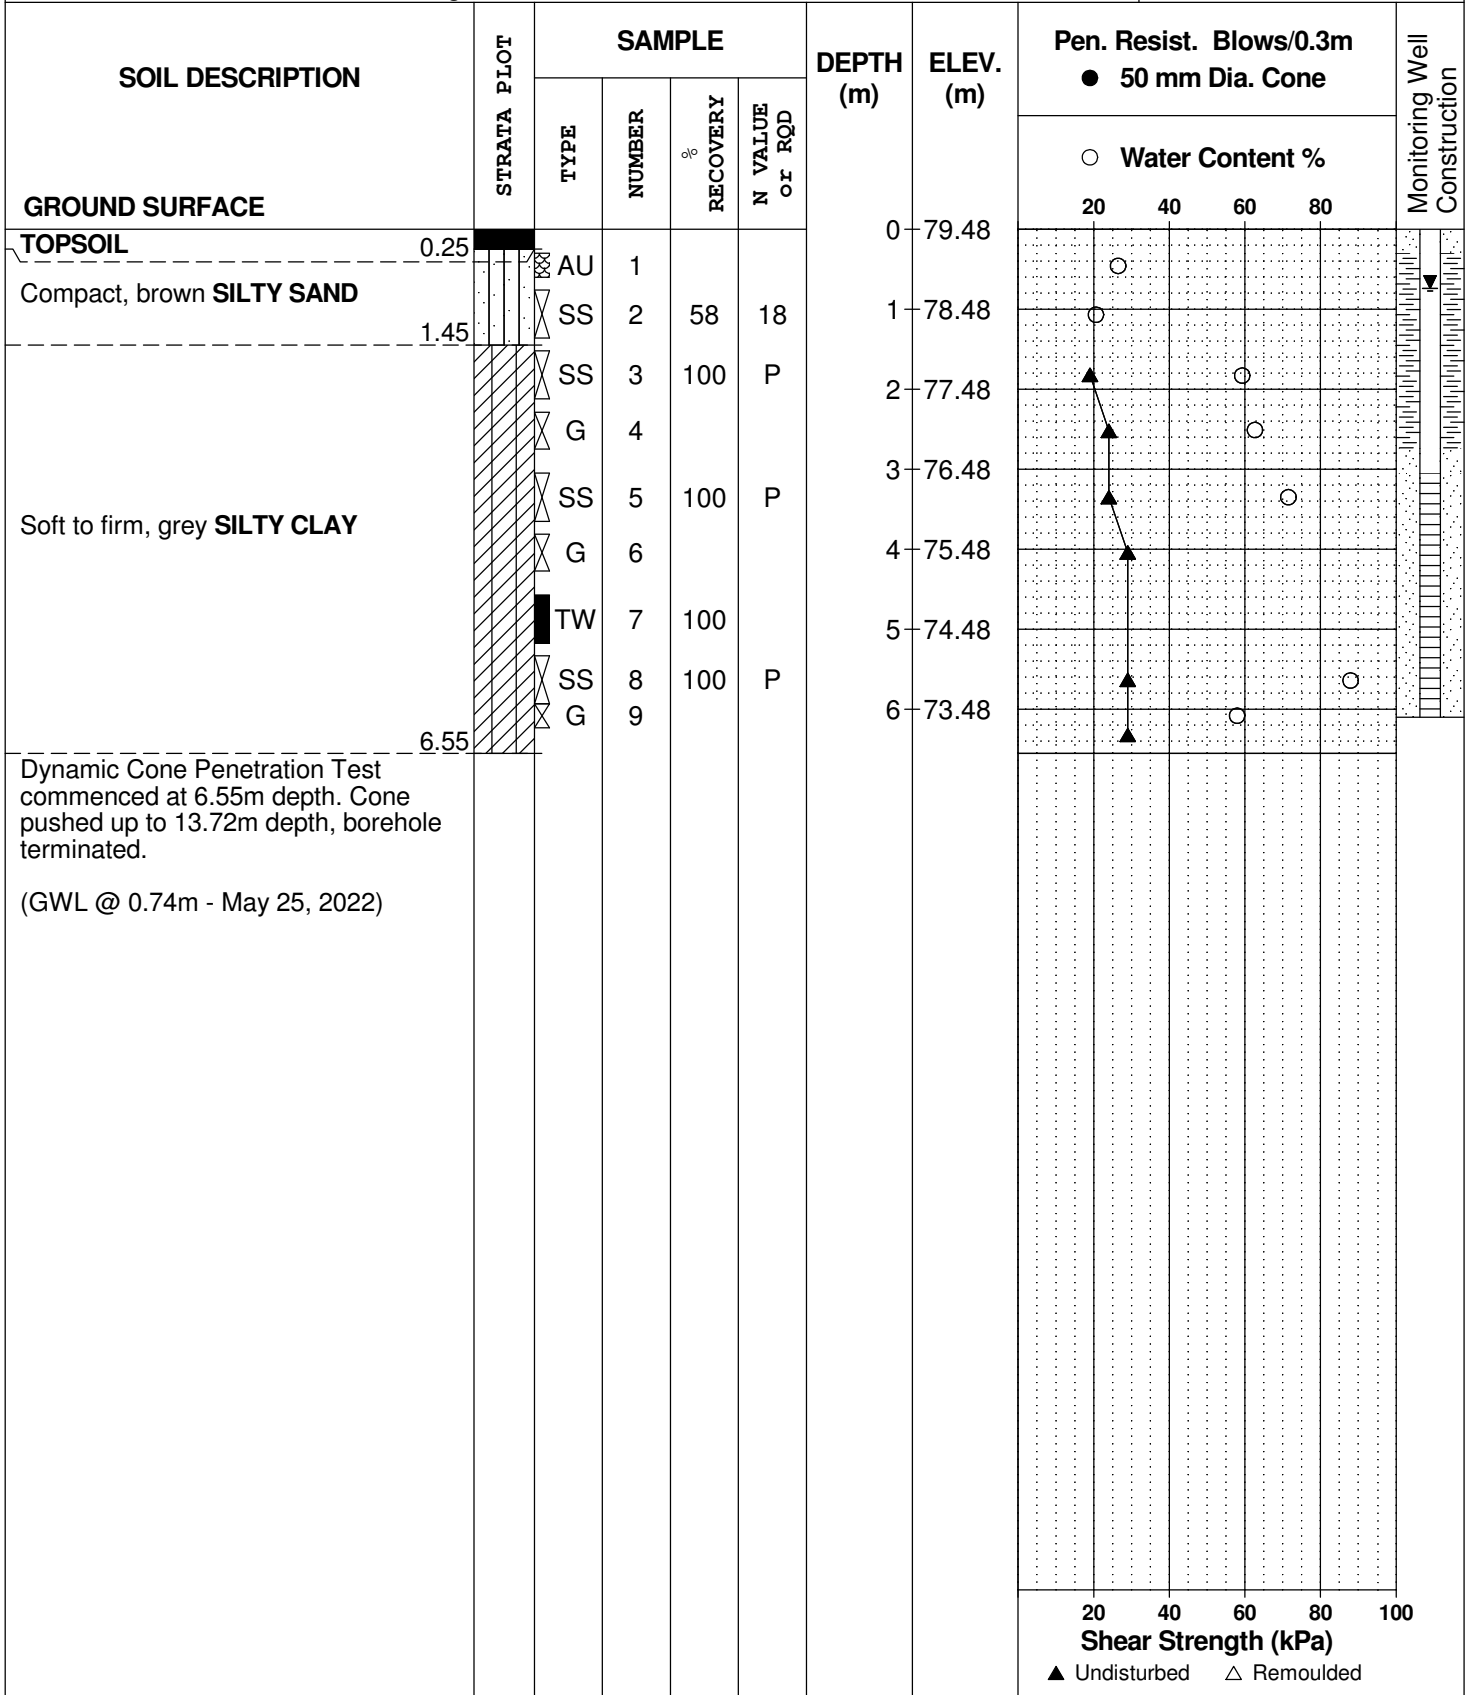 SOIL DESCRIPTION
GROUND SURFACE
STRATA PLOT
SAMPLE
TYPE
NUMBER
% RECOVERY
N VALUE or RQD
DEPTH (m)
ELEV. (m)
Pen. Resist. Blows/0.3m
● 50 mm Dia. Cone
○ Water Content %
20 40 60 80
Monitoring Well Construction
0 79.48
TOPSOIL 0.25
AU 1
Compact, brown SILTY SAND
SS 2 58 18
1 78.48
1.45
SS 3 100 P
2 77.48
G 4
3 76.48
SS 5 100 P
Soft to firm, grey SILTY CLAY
G 6
4 75.48
TW 7 100
5 74.48
SS 8 100 P
G 9
6 73.48
6.55
Dynamic Cone Penetration Test
commenced at 6.55m depth. Cone
pushed up to 13.72m depth, borehole
terminated.
(GWL @ 0.74m - May 25, 2022)
20 40 60 80 100
Shear Strength (kPa)
▲ Undisturbed △ Remoulded